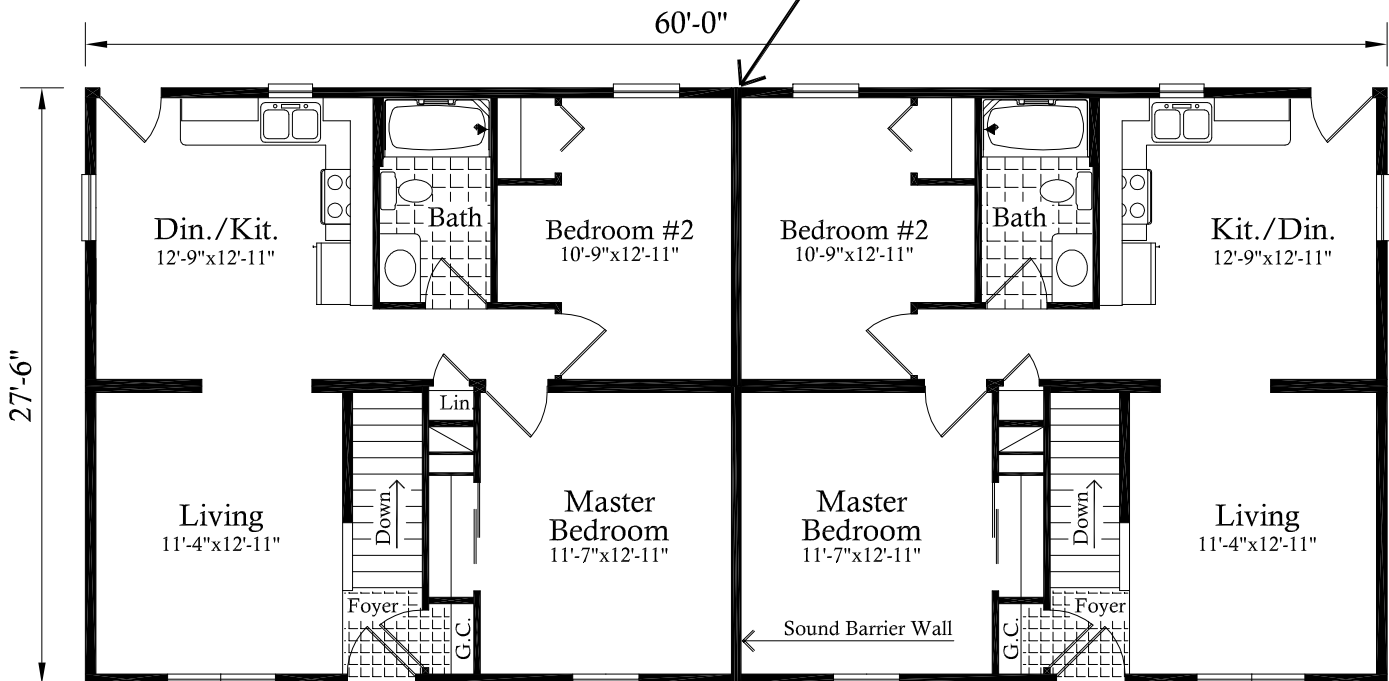 60'-0"
27'-6"
Din./Kit.
12'-9"x12'-11"
Bath
Bedroom #2
10'-9"x12'-11"
Bedroom #2
10'-9"x12'-11"
Bath
Kit./Din.
12'-9"x12'-11"
Lin.
Living
11'-4"x12'-11"
Down
Master
Bedroom
11'-7"x12'-11"
Master
Bedroom
11'-7"x12'-11"
Down
Living
11'-4"x12'-11"
Foyer
G.C.
Sound Barrier Wall
G.C.
Foyer